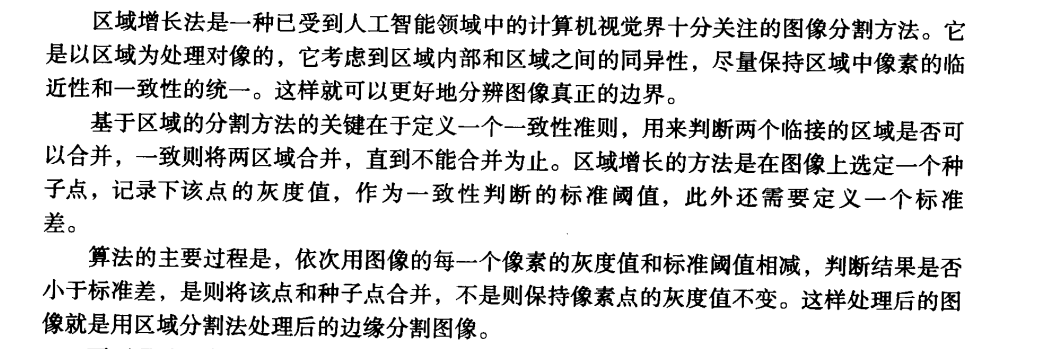 区域增长法是一种已受到人工智能领域中的计算机视觉界十分关注的图像分割方法。它
是以区域为处理对像的，它考虑到区域内部和区域之间的同异性，尽量保持区域中像素的临
近性和一致性的统一。这样就可以更好地分辨图像真正的边界。
基于区域的分割方法的关键在于定义一个一致性准则，用来判断两个临接的区域是否可
以合并，一致则将两区域合并，直到不能合并为止。区域增长的方法是在图像上选定一个种
子点，记录下该点的灰度值，作为一致性判断的标准阈值，此外还需要定义一个标准
差。
算法的主要过程是，依次用图像的每一个像素的灰度值和标准阈值相减，判断结果是否
小于标准差，是则将该点和种子点合并，不是则保持像素点的灰度值不变。这样处理后的图
像就是用区域分割法处理后的边缘分割图像。